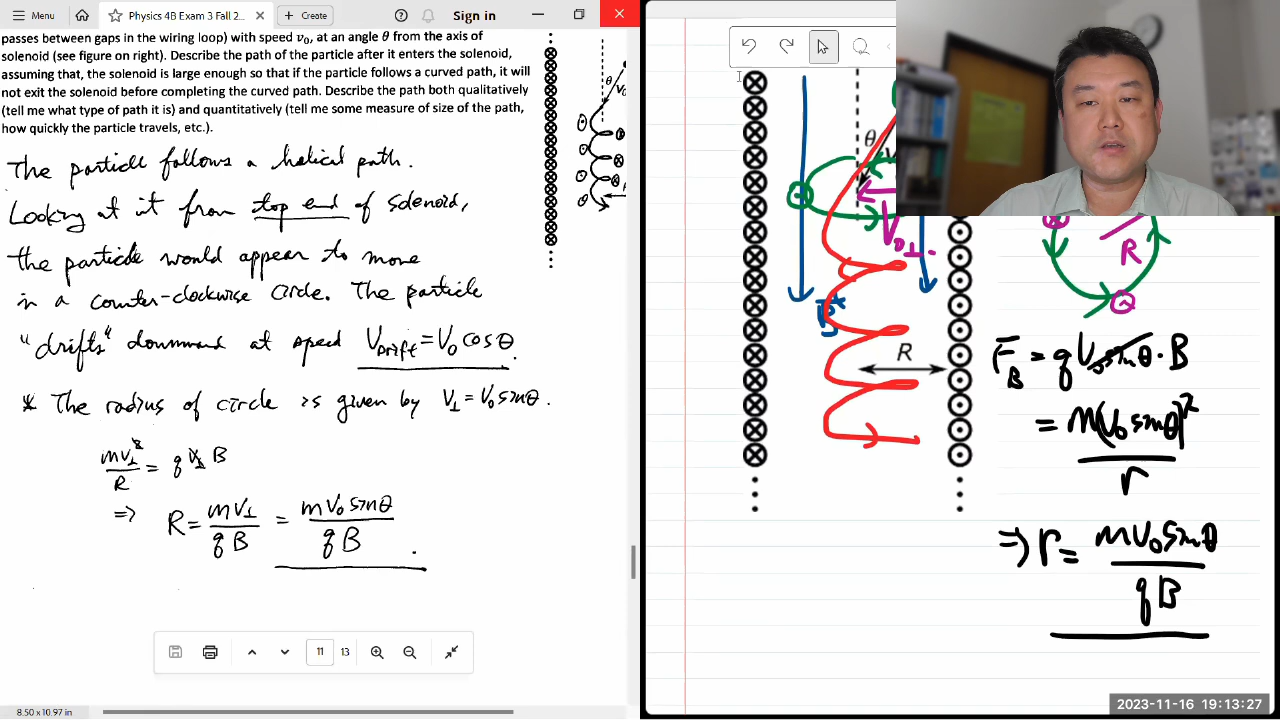 Menu
Physics 4B Exam 3 Fall 2...
Create
Sign in
passes between gaps in the wiring loop) with speed v₀, at an angle θ from the axis of
solenoid (see figure on right). Describe the path of the particle after it enters the solenoid,
assuming that, the solenoid is large enough so that if the particle follows a curved path, it will
not exit the solenoid before completing the curved path. Describe the path both qualitatively
(tell me what type of path it is) and quantitatively (tell me some measure of size of the path,
how quickly the particle travels, etc.).
θ
V₀
The particle follows a helical path.
Looking at it from top end of solenoid,
the particle would appear to move
in a counter-clockwise circle. The particle
"drifts" downward at speed V_Drift = V₀ cosθ
* The radius of circle is given by V⊥ = V₀ sinθ.
mV⊥²/R = qV⊥B
⇒ R = mV⊥/qB = mV₀ sinθ/qB.
11
13
8.50 x 10.97 in
θ
V₀⊥
B
R
R
F_B = qV₀sinθ·B
= m(V₀ sinθ)²/r
⇒ r = mV₀sinθ/qB
2023-11-16 19:13:27